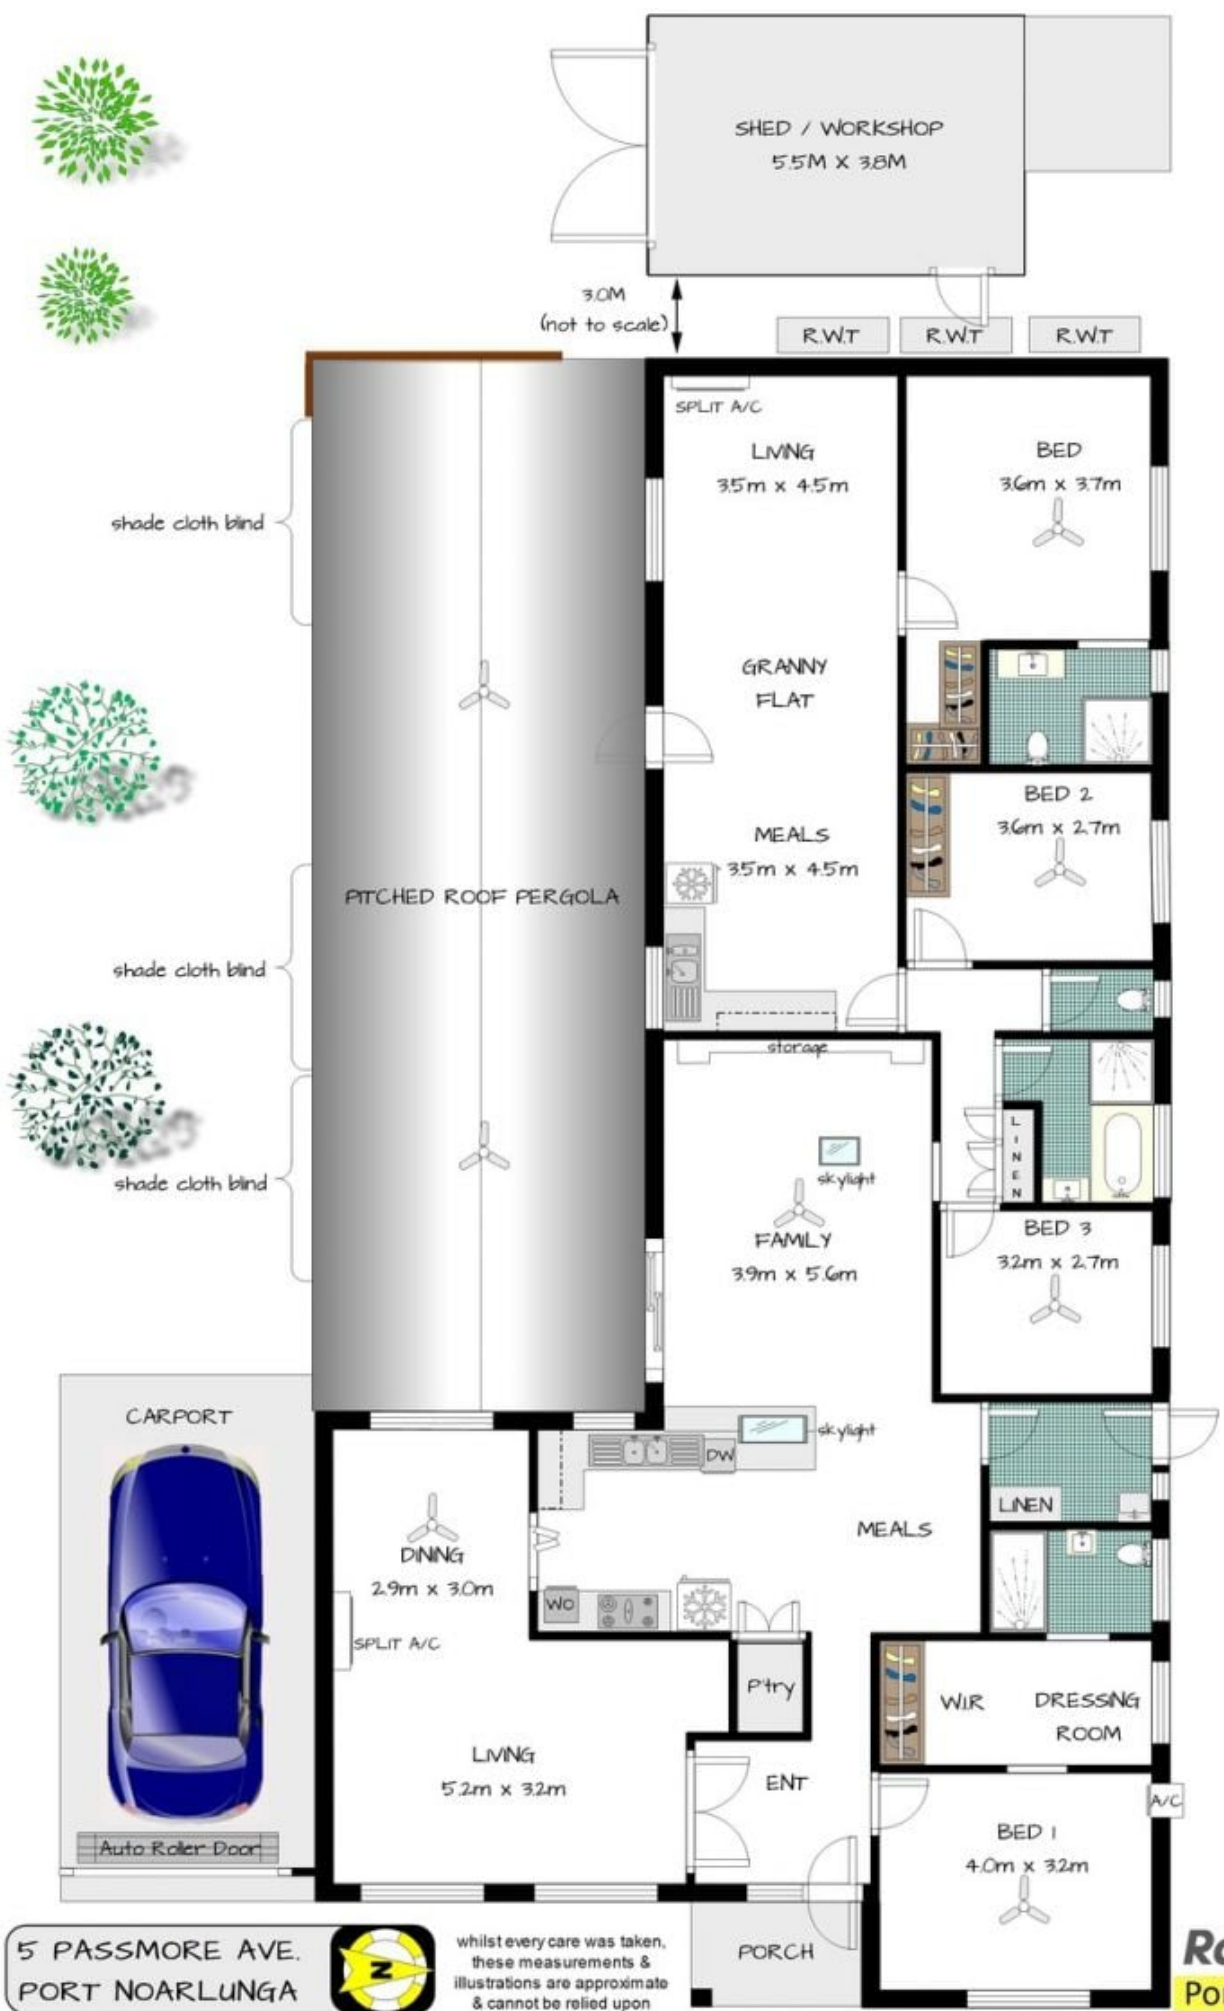 SHED / WORKSHOP
5.5M X 3.8M
3.0M
(not to scale)
R.W.T
R.W.T
R.W.T
SPLIT A/C
LIVING
3.5m x 4.5m
BED
3.6m x 3.7m
shade cloth blind
GRANNY
FLAT
BED 2
3.6m x 2.7m
MEALS
3.5m x 4.5m
PITCHED ROOF PERGOLA
shade cloth blind
storage
LINEN
skylight
shade cloth blind
FAMILY
3.9m x 5.6m
BED 3
3.2m x 2.7m
CARPORT
skylight
DW
LINEN
MEALS
DINING
2.9m x 3.0m
WO
SPLIT A/C
P'try
W.I.R
DRESSING
ROOM
LIVING
5.2m x 3.2m
ENT
A/C
BED 1
4.0m x 3.2m
Auto Roller Door
5 PASSMORE AVE.
PORT NOARLUNGA
N
whilst every care was taken,
these measurements &
illustrations are approximate
& cannot be relied upon
PORCH